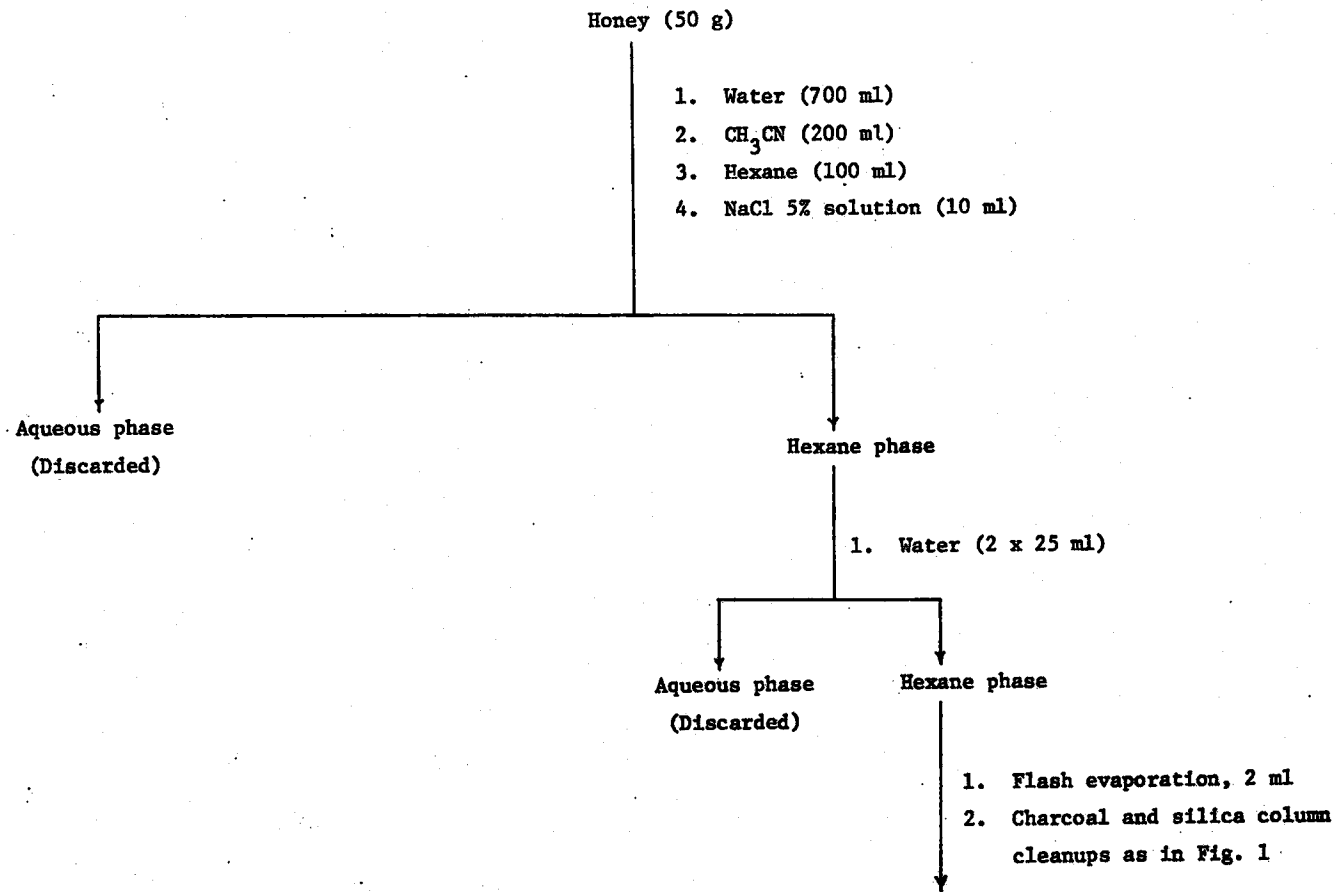 Honey (50 g)
1. Water (700 ml)
2. CH3CN (200 ml)
3. Hexane (100 ml)
4. NaCl 5% solution (10 ml)
Aqueous phase
(Discarded)
Hexane phase
1. Water (2 x 25 ml)
Aqueous phase
(Discarded)
Hexane phase
1. Flash evaporation, 2 ml
2. Charcoal and silica column
cleanups as in Fig. 1